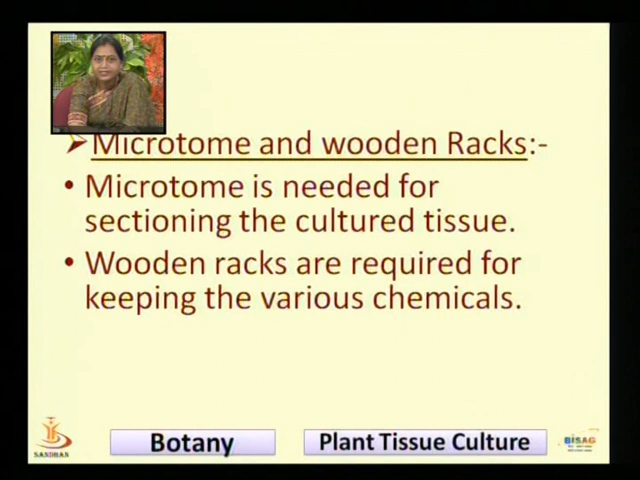 Microtome and wooden Racks:-
• Microtome is needed for
sectioning the cultured tissue.
• Wooden racks are required for
keeping the various chemicals.
SANDHAN
Botany
Plant Tissue Culture
BISAG